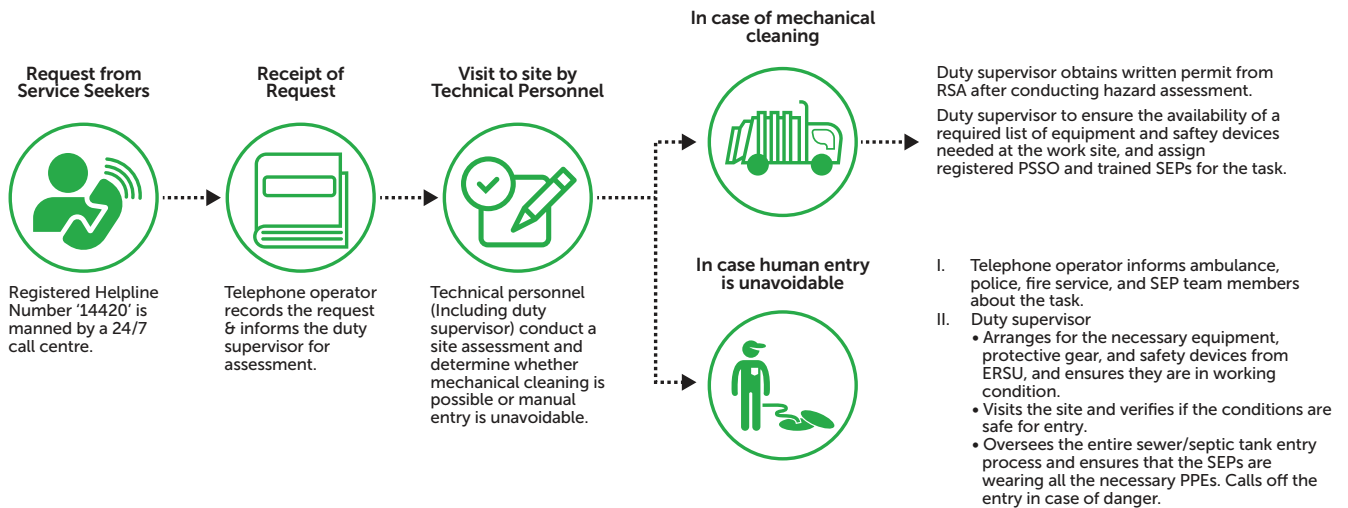 Request from
Service Seekers
Registered Helpline
Number ‘14420’ is
manned by a 24/7
call centre.
Receipt of
Request
Telephone operator
records the request
& informs the duty
supervisor for
assessment.
Visit to site by
Technical Personnel
Technical personnel
(Including duty
supervisor) conduct a
site assessment and
determine whether
mechanical cleaning is
possible or manual
entry is unavoidable.
In case of mechanical
cleaning
Duty supervisor obtains written permit from
RSA after conducting hazard assessment.
Duty supervisor to ensure the availability of a
required list of equipment and saftey devices
needed at the work site, and assign
registered PSSO and trained SEPs for the task.
In case human entry
is unavoidable
I. Telephone operator informs ambulance,
police, fire service, and SEP team members
about the task.
II. Duty supervisor
• Arranges for the necessary equipment,
protective gear, and safety devices from
ERSU, and ensures they are in working
condition.
• Visits the site and verifies if the conditions are
safe for entry.
• Oversees the entire sewer/septic tank entry
process and ensures that the SEPs are
wearing all the necessary PPEs. Calls off the
entry in case of danger.